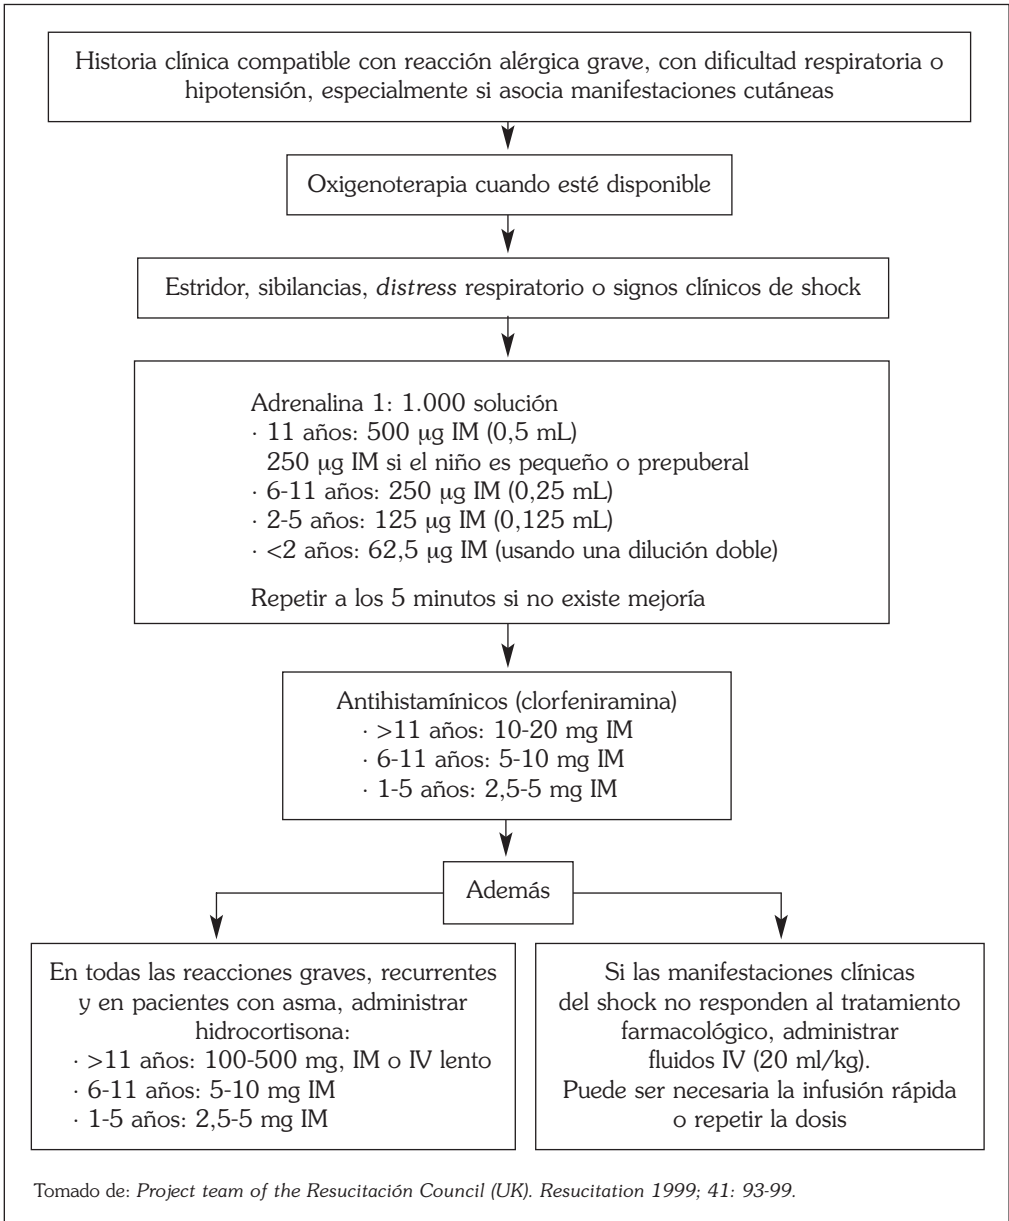 Historia clínica compatible con reacción alérgica grave, con dificultad respiratoria o
hipotensión, especialmente si asocia manifestaciones cutáneas
Oxigenoterapia cuando esté disponible
Estridor, sibilancias, distress respiratorio o signos clínicos de shock
Adrenalina 1: 1.000 solución
· 11 años: 500 µg IM (0,5 mL)
250 µg IM si el niño es pequeño o prepuberal
· 6-11 años: 250 µg IM (0,25 mL)
· 2-5 años: 125 µg IM (0,125 mL)
· <2 años: 62,5 µg IM (usando una dilución doble)
Repetir a los 5 minutos si no existe mejoría
Antihistamínicos (clorfeniramina)
· >11 años: 10-20 mg IM
· 6-11 años: 5-10 mg IM
· 1-5 años: 2,5-5 mg IM
Además
En todas las reacciones graves, recurrentes
y en pacientes con asma, administrar
hidrocortisona:
· >11 años: 100-500 mg, IM o IV lento
· 6-11 años: 5-10 mg IM
· 1-5 años: 2,5-5 mg IM
Si las manifestaciones clínicas
del shock no responden al tratamiento
farmacológico, administrar
fluidos IV (20 ml/kg).
Puede ser necesaria la infusión rápida
o repetir la dosis
Tomado de: Project team of the Resucitación Council (UK). Resucitation 1999; 41: 93-99.